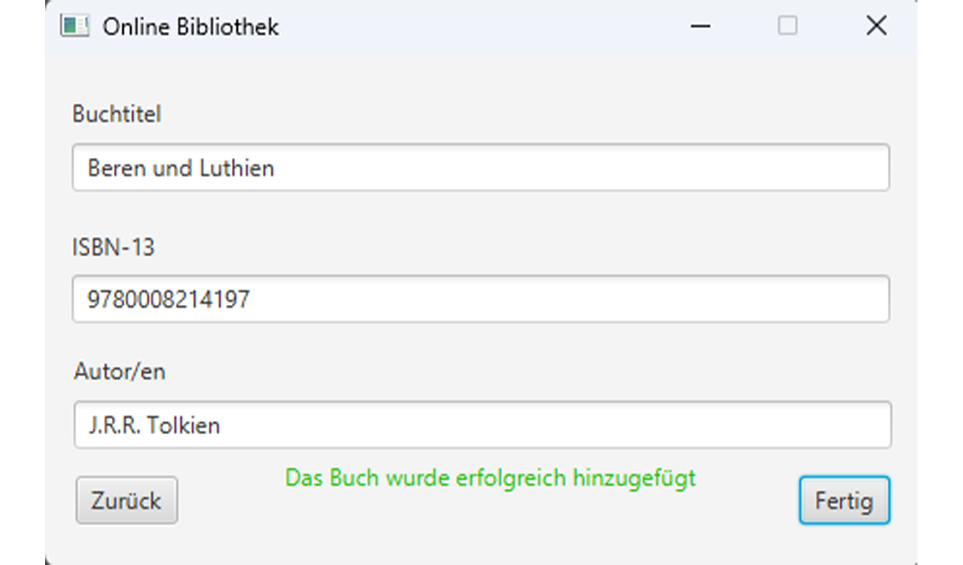 Online Bibliothek
Buchtitel
Beren und Luthien
ISBN-13
9780008214197
Autor/en
J.R.R. Tolkien
Das Buch wurde erfolgreich hinzugefügt
Zurück
Fertig